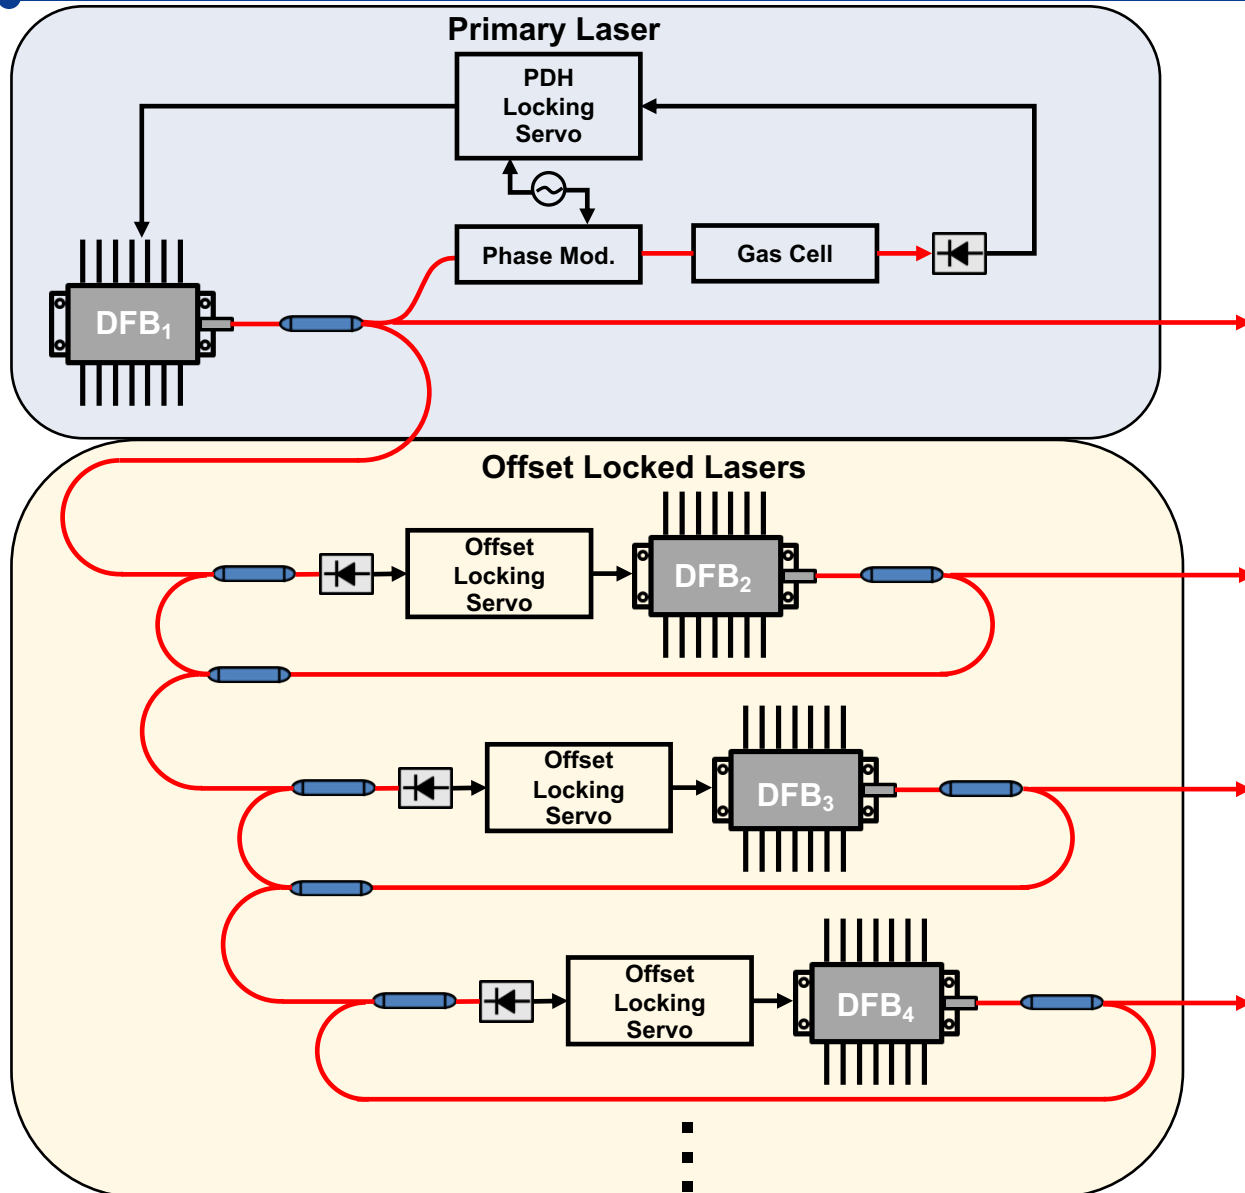 Primary Laser
PDH
Locking
Servo
Phase Mod.
Gas Cell
DFB₁
Offset Locked Lasers
Offset
Locking
Servo
DFB₂
Offset
Locking
Servo
DFB₃
Offset
Locking
Servo
DFB₄